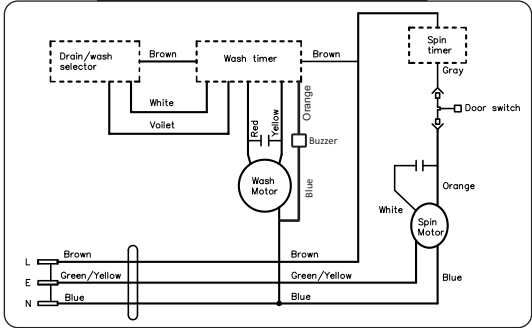 Drain/wash
selector
Brown
Wash timer
Brown
Spin
timer
Gray
White
Voilet
Red
Yellow
Orange
Buzzer
Door switch
Wash
Motor
Blue
Orange
White
Spin
Motor
L
Brown
Brown
E
Green/Yellow
Green/Yellow
Blue
N
Blue
Blue